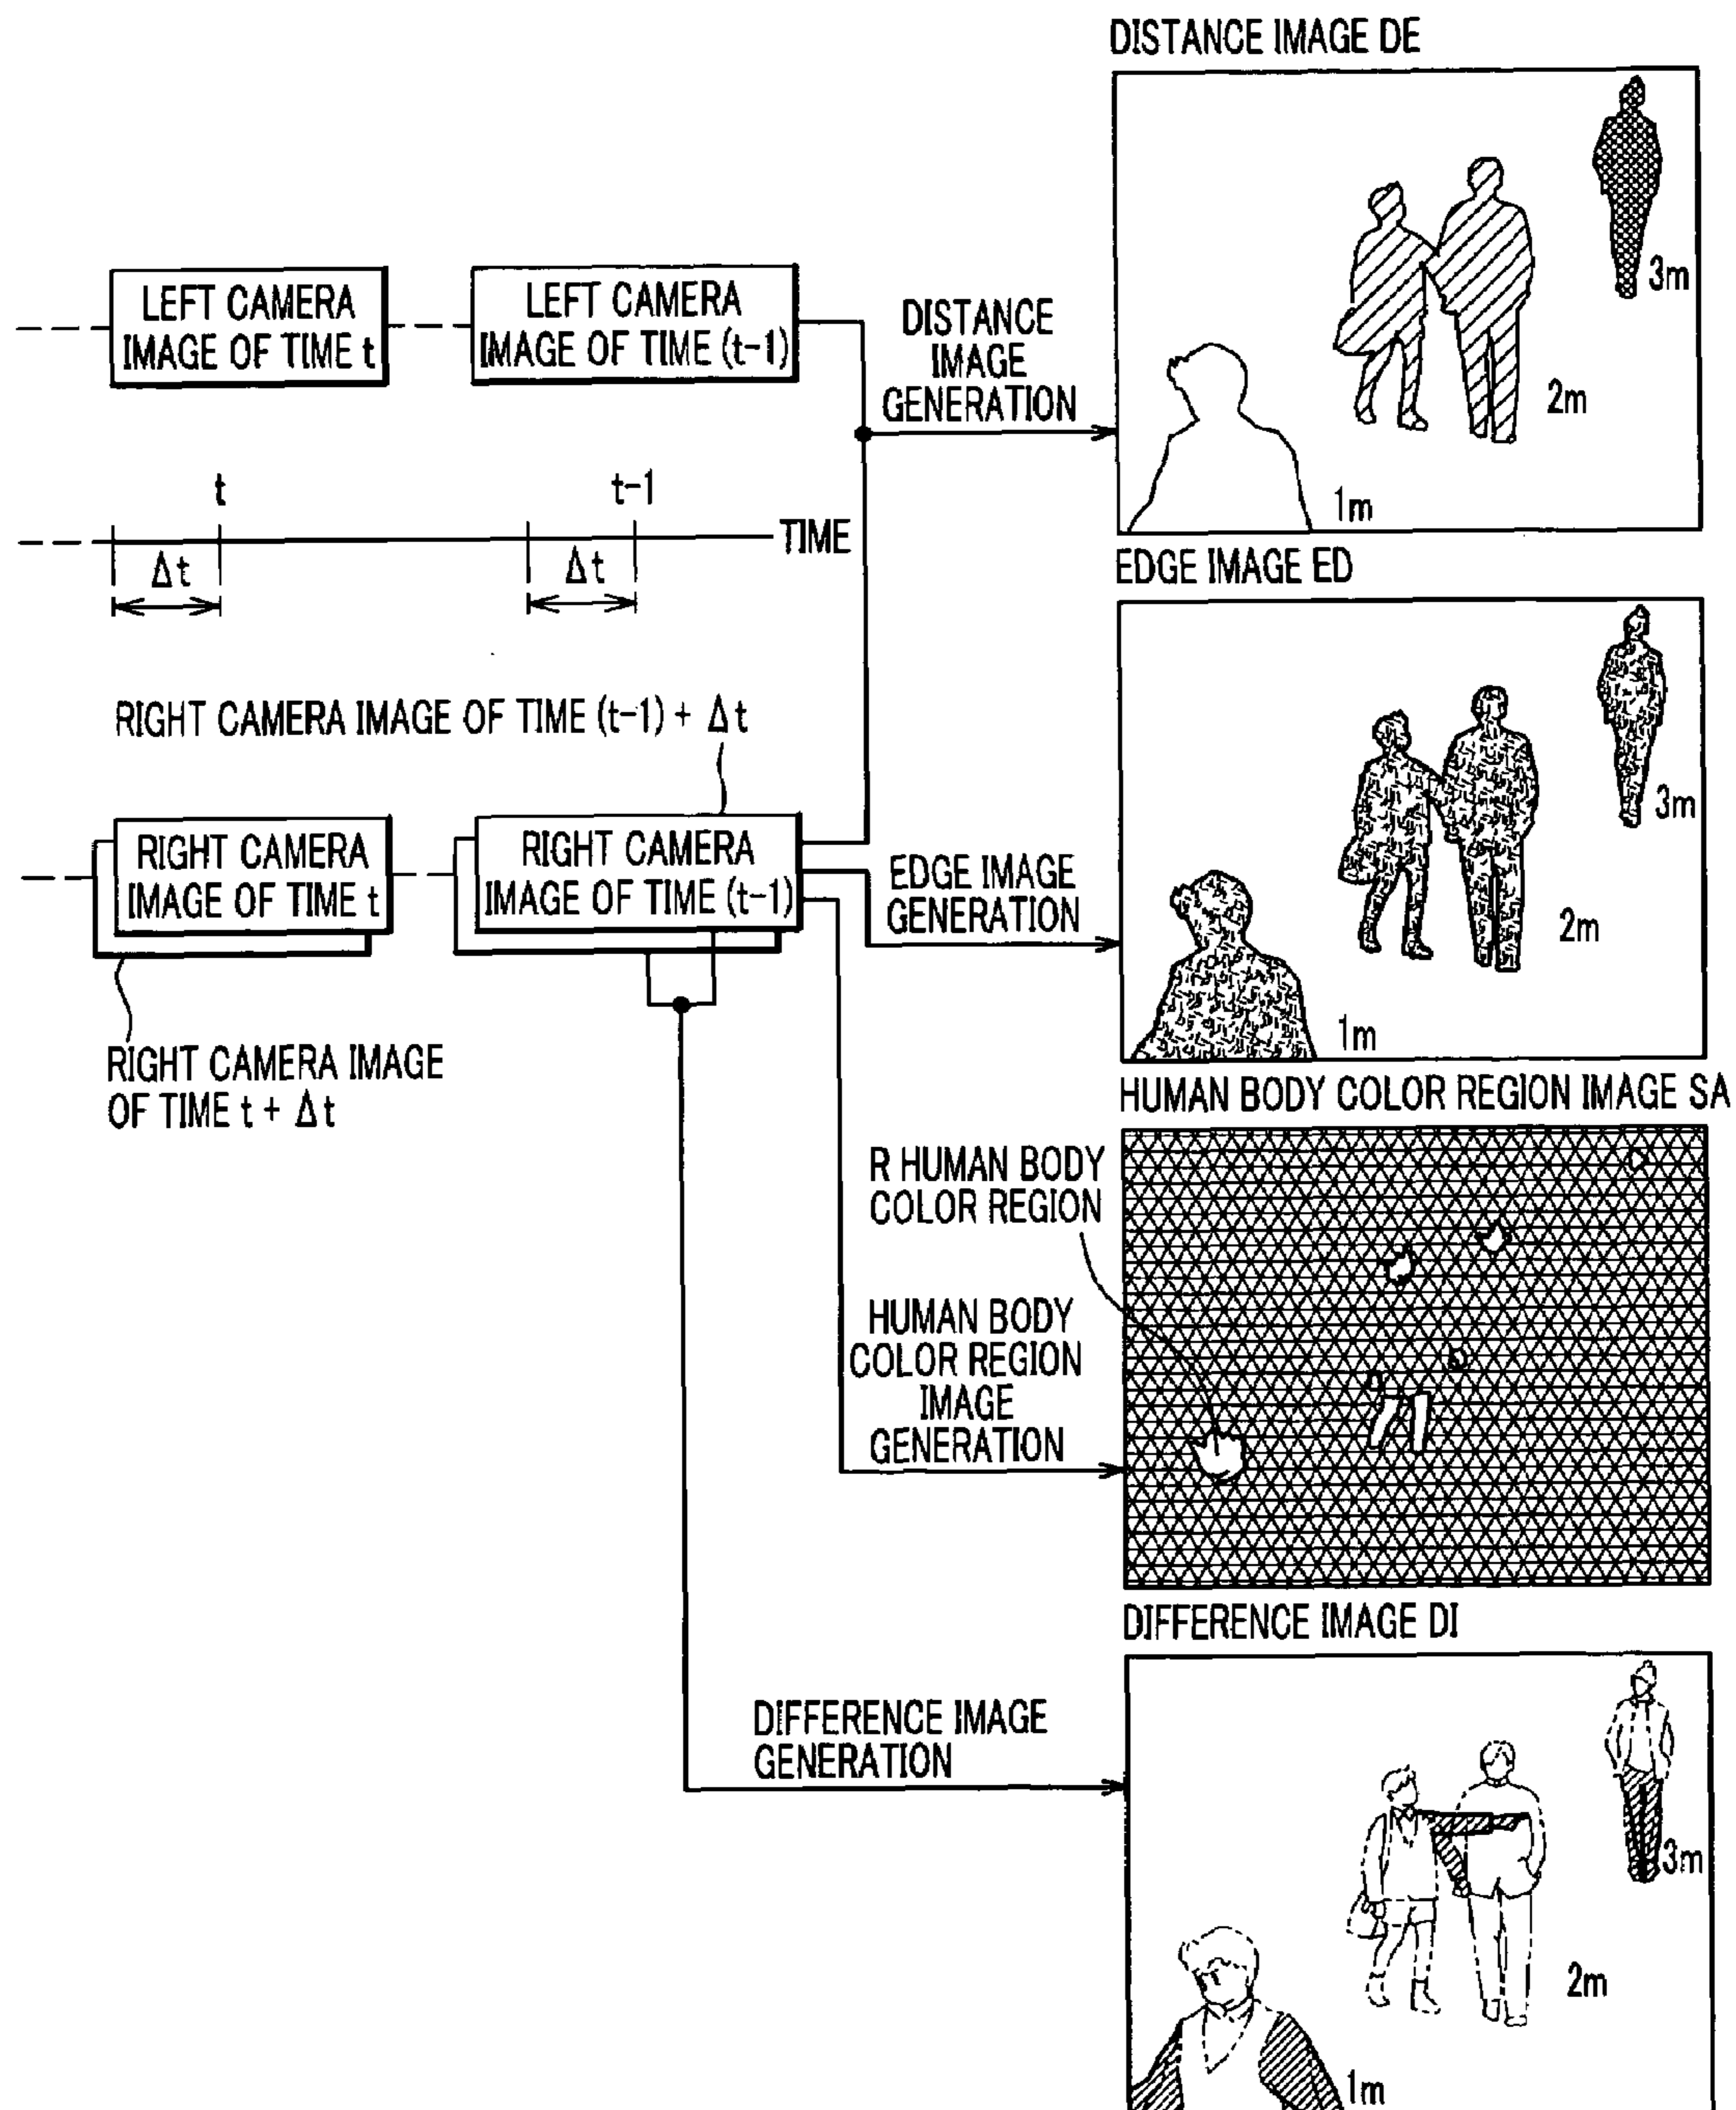 DISTANCE IMAGE DE
3m
2m
1m
LEFT CAMERA
IMAGE OF TIME t
LEFT CAMERA
IMAGE OF TIME (t-1)
DISTANCE
IMAGE
GENERATION
t
t-1
TIME
Δt
Δt
EDGE IMAGE ED
3m
2m
1m
RIGHT CAMERA IMAGE OF TIME (t-1) + Δt
RIGHT CAMERA
IMAGE OF TIME t
RIGHT CAMERA
IMAGE OF TIME (t-1)
EDGE IMAGE
GENERATION
RIGHT CAMERA IMAGE
OF TIME t + Δt
HUMAN BODY COLOR REGION IMAGE SA
R HUMAN BODY
COLOR REGION
HUMAN BODY
COLOR REGION
IMAGE
GENERATION
DIFFERENCE IMAGE DI
DIFFERENCE IMAGE
GENERATION
3m
2m
1m